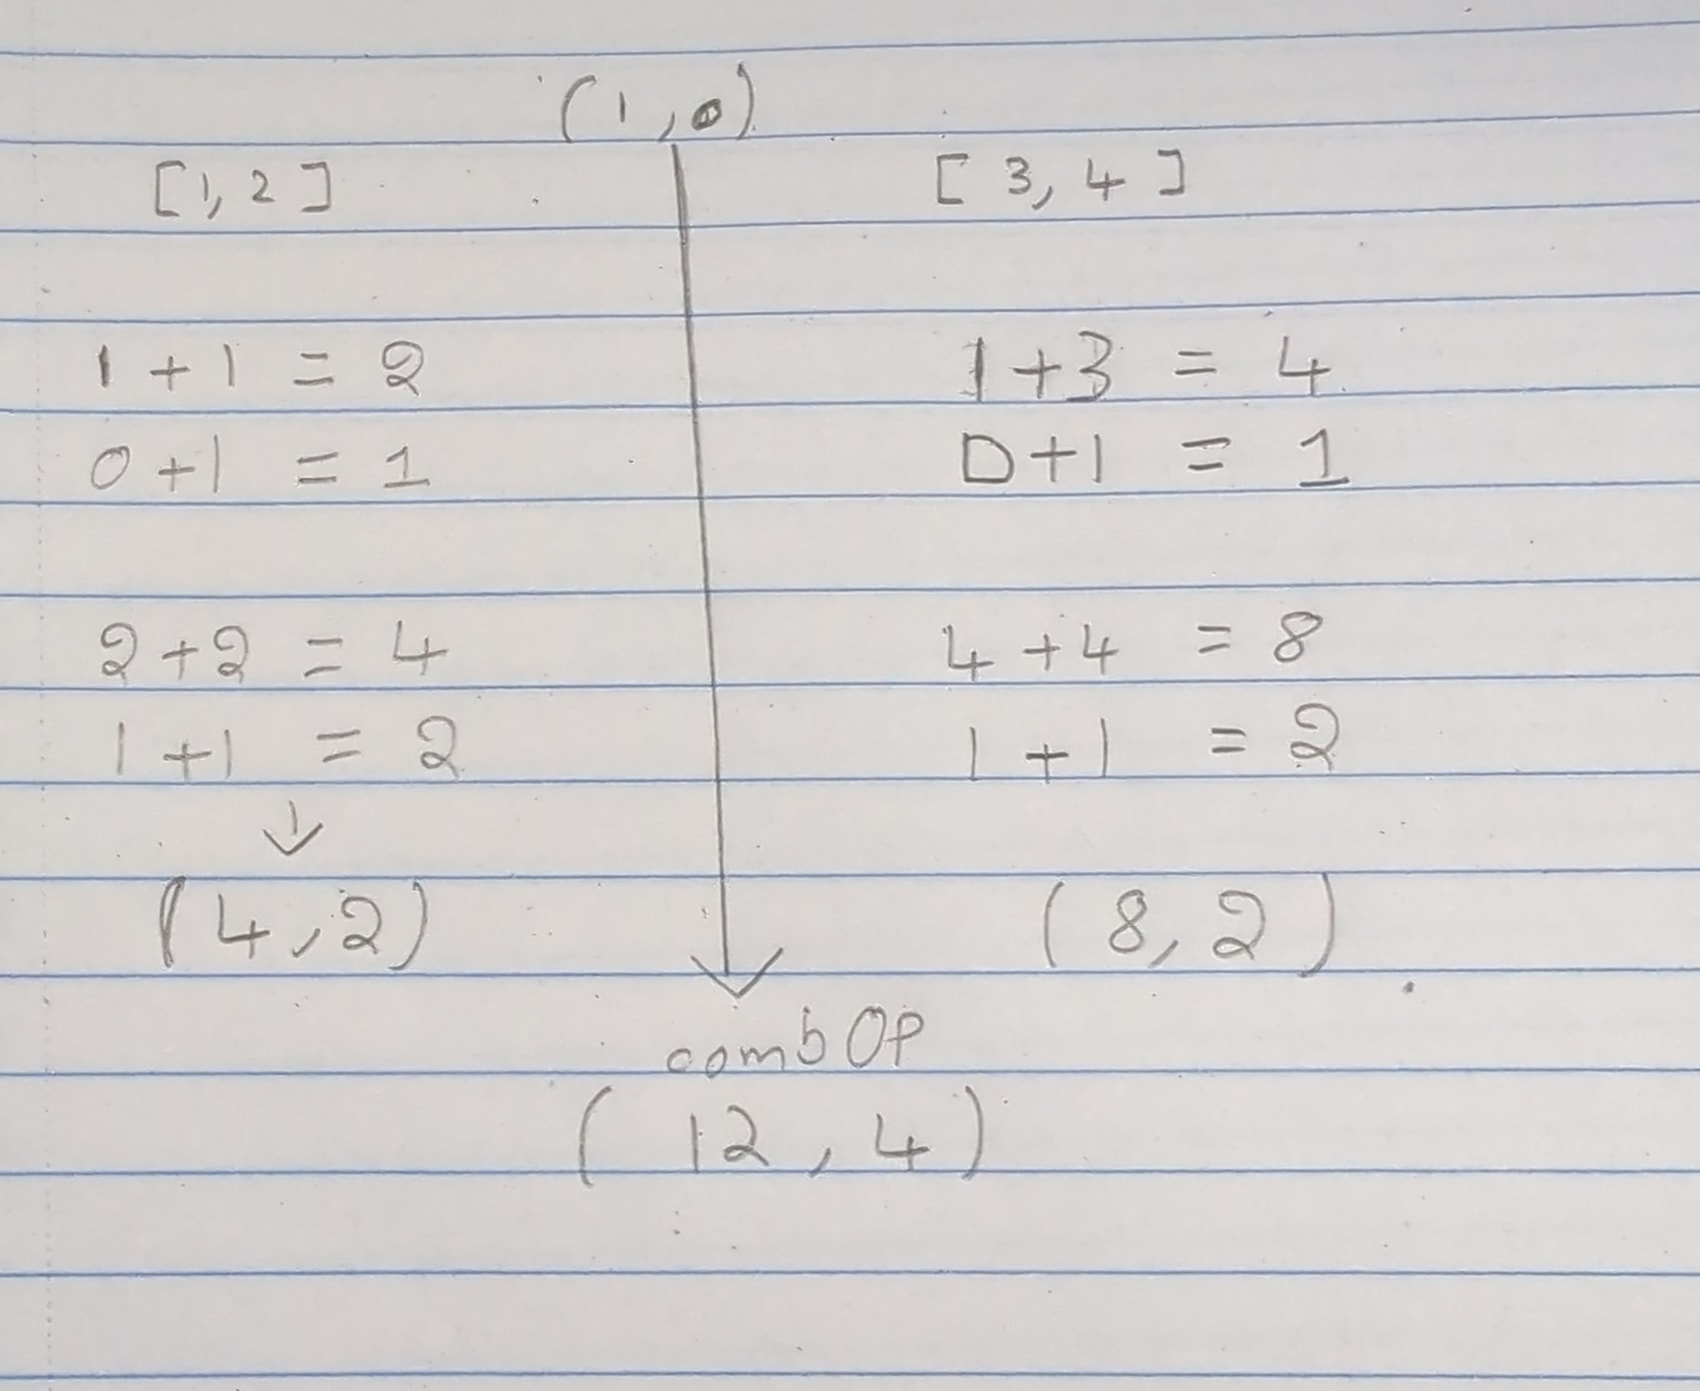 (1,0)
[1,2] [3,4]
1+1 = 2 1+3 = 4
0+1 = 1 0+1 = 1
2+2 = 4 4+4 = 8
1+1 = 2 1+1 = 2
↓
(4,2) (8,2)
combOP
(12,4)